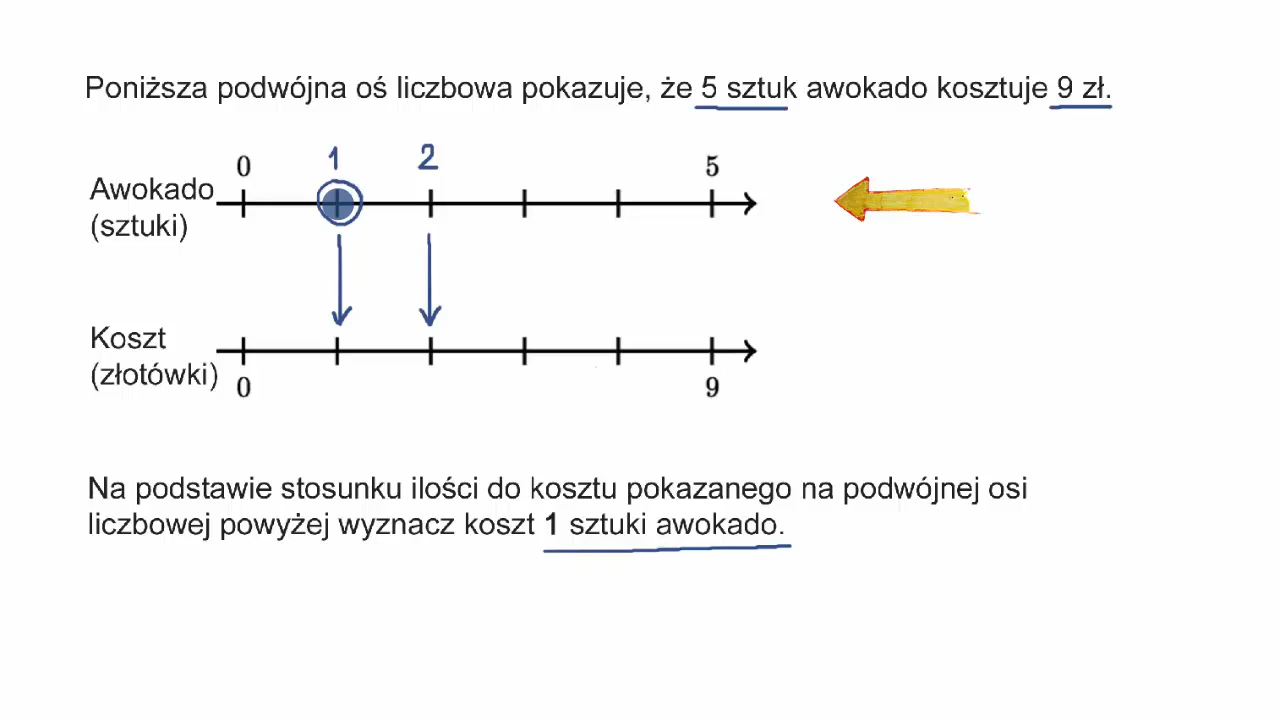 Poniższa podwójna oś liczbowa pokazuje, że 5 sztuk awokado kosztuje 9 zł.
0 1 2 5
Awokado
(sztuki)
Koszt
(złotówki)
0 9
Na podstawie stosunku ilości do kosztu pokazanego na podwójnej osi
liczbowej powyżej wyznacz koszt 1 sztuki awokado.